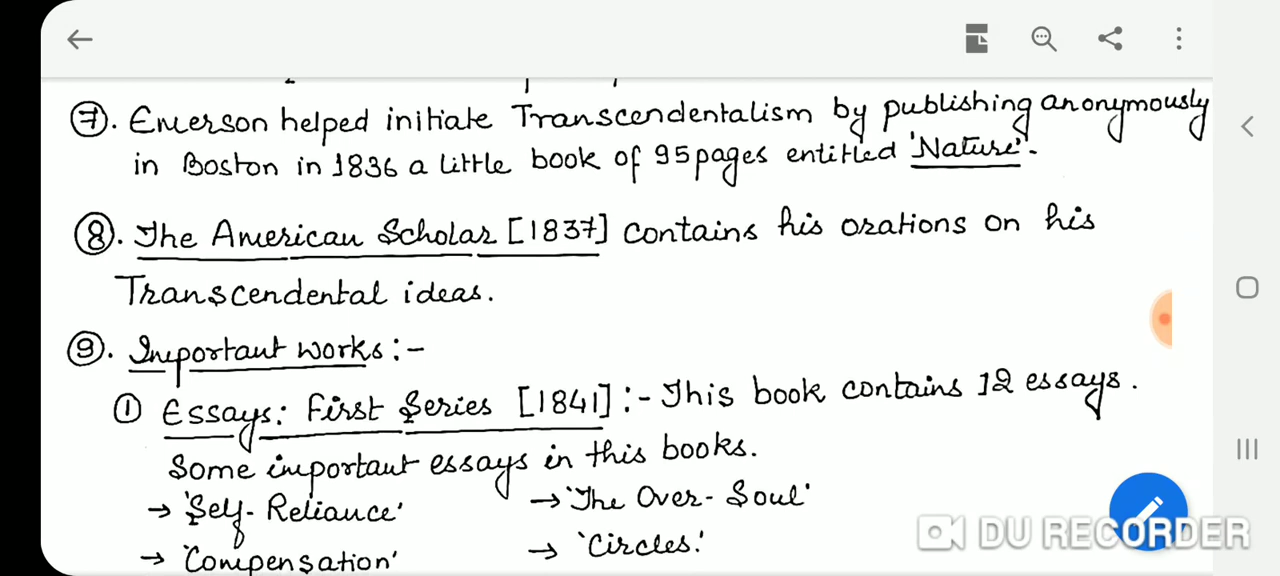 7. Emerson helped initiate Transcendentalism by publishing anonymously
in Boston in 1836 a little book of 95 pages entitled 'Nature'.
8. The American Scholar [1837] contains his orations on his
Transcendental ideas.
9. Important works:-
1 Essays: First Series [1841]:- This book contains 12 essays.
Some important essays in this books.
→ 'Self-Reliance' → 'The Over-Soul'
→ 'Compensation' → 'Circles.'
DU RECORDER